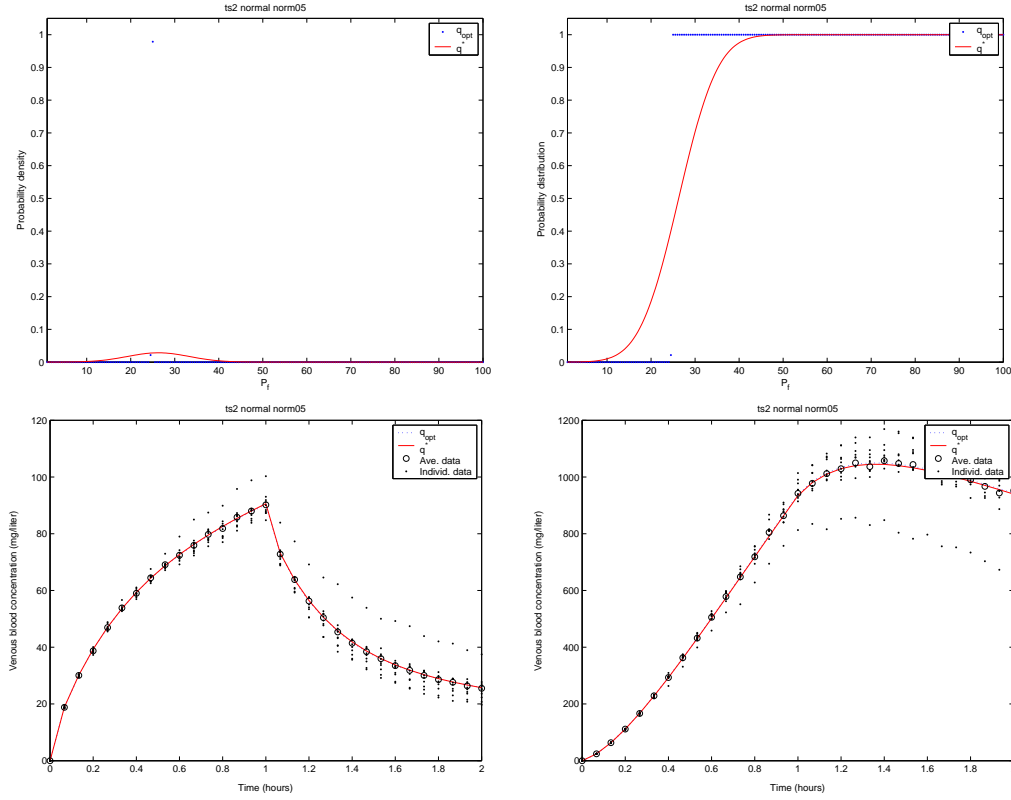 ts2 normal norm05
q_opt
q^*
1
0.9
0.8
0.7
0.6
0.5
0.4
0.3
0.2
0.1
0
Probability density
10 20 30 40 50 60 70 80 90 100
P_f
ts2 normal norm05
q_opt
q^*
1
0.9
0.8
0.7
0.6
0.5
0.4
0.3
0.2
0.1
0
Probability distribution
10 20 30 40 50 60 70 80 90 100
P_f
ts2 normal norm05
q_opt
q^*
Ave. data
Individ. data
120
100
80
60
40
20
0
Venous blood concentration (mg/liter)
0 0.2 0.4 0.6 0.8 1 1.2 1.4 1.6 1.8 2
Time (hours)
ts2 normal norm05
q_opt
q^*
Ave. data
Individ. data
1200
1000
800
600
400
200
0
Venous blood concentration (mg/liter)
0 0.2 0.4 0.6 0.8 1 1.2 1.4 1.6 1.8
Time (hours)